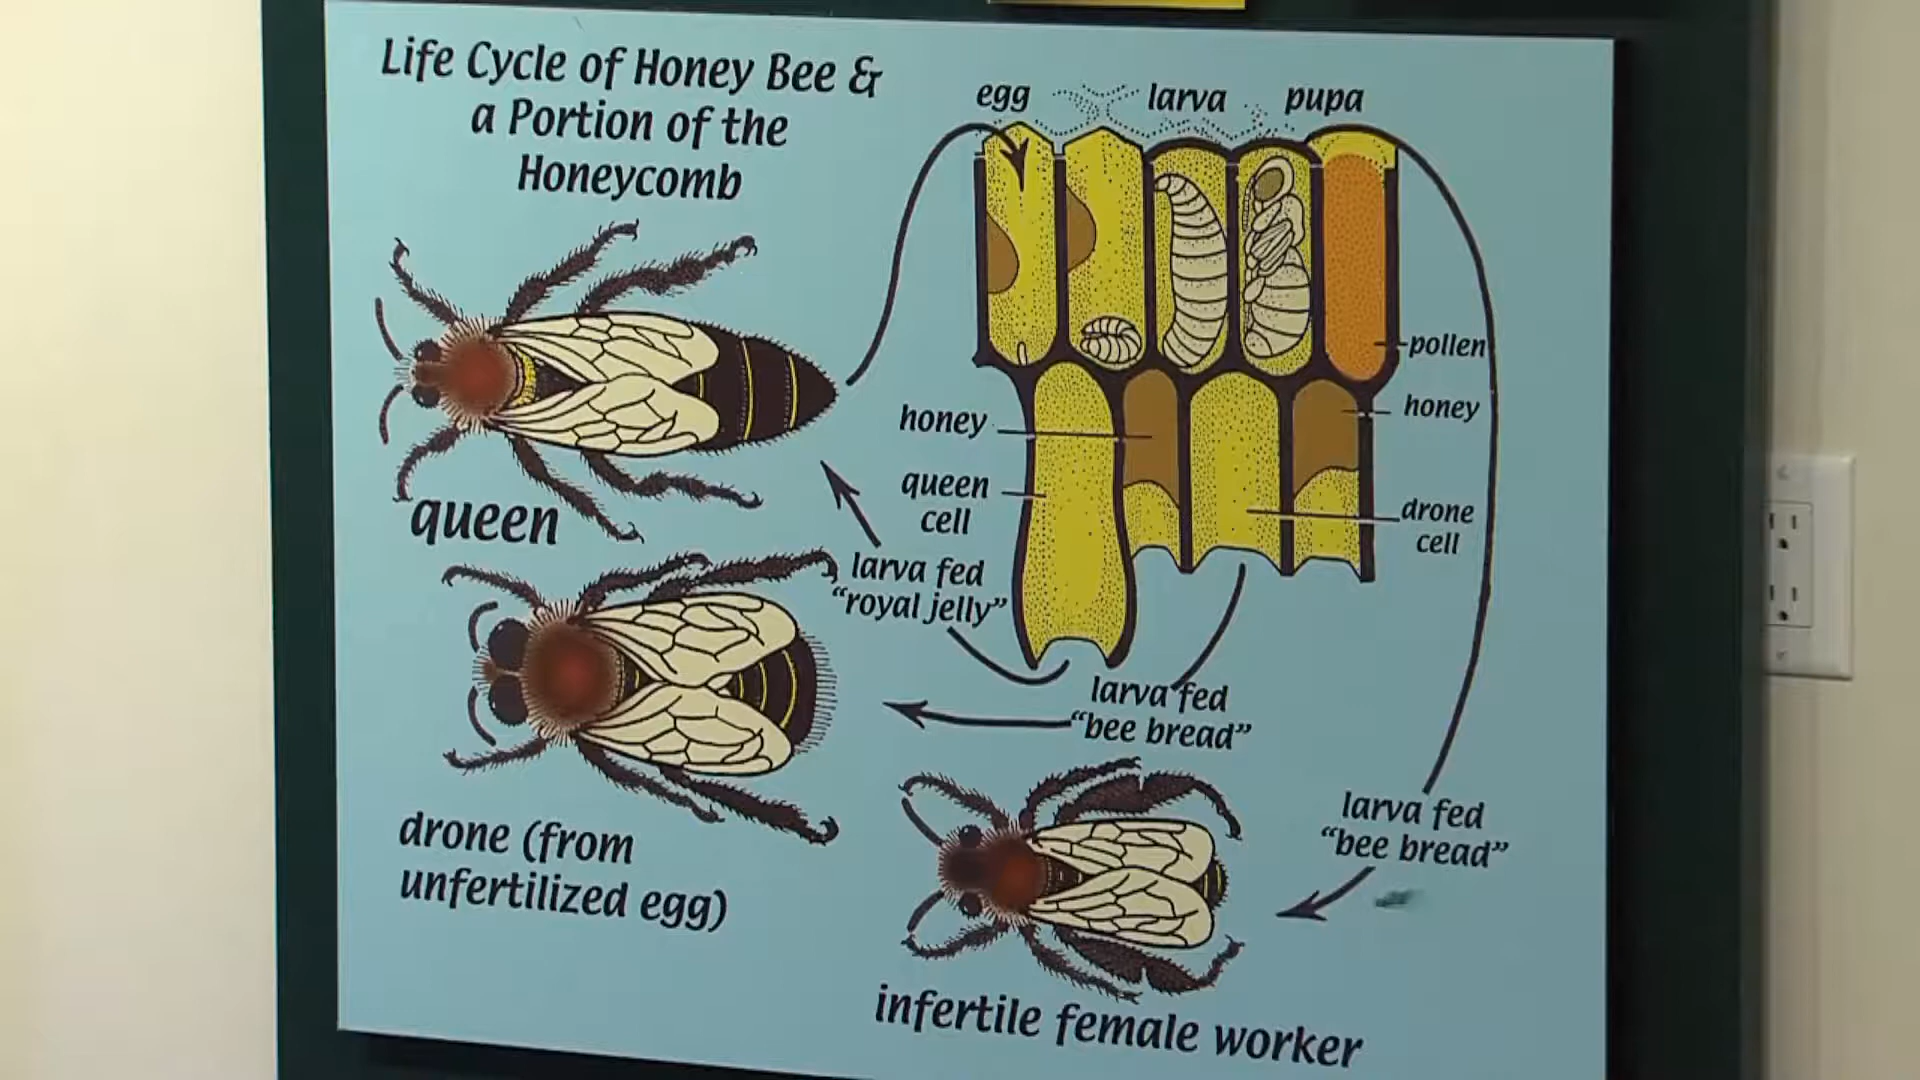 Life Cycle of Honey Bee &
a Portion of the
Honeycomb
egg
larva
pupa
pollen
honey
honey
queen
cell
drone
cell
queen
larva fed
“royal jelly”
larva fed
“bee bread”
drone (from
unfertilized egg)
larva fed
“bee bread”
infertile female worker